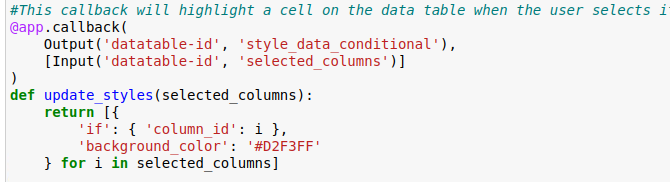 #This callback will highlight a cell on the data table when the user selects i
@app.callback(
    Output('datatable-id', 'style_data_conditional'),
    [Input('datatable-id', 'selected_columns')]
)
def update_styles(selected_columns):
    return [{
        'if': { 'column_id': i },
        'background_color': '#D2F3FF'
    } for i in selected_columns]